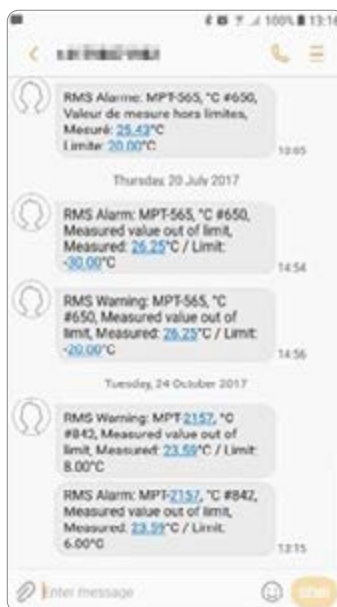 100% 13:16
RMS Alarme: MPT-565, °C #650,
Valeur de mesure hors limites,
Mesuré: 25.43°C
Limite: 20.00°C
13:05
Thursday, 20 July 2017
RMS Alarm: MPT-565, °C #650,
Measured value out of limit,
Measured: 26.25°C / Limit:
-30.00°C
14:54
RMS Warning: MPT-565, °C
#650, Measured value out of
limit, Measured: 26.25°C / Limit:
-20.00°C
14:56
Tuesday, 24 October 2017
RMS Warning: MPT-2157, °C
#842, Measured value out of
limit, Measured: 23.59°C / Limit:
8.00°C
RMS Alarm: MPT-2157, °C #842,
Measured value out of limit,
Measured: 23.59°C / Limit:
6.00°C
13:15
Enter message